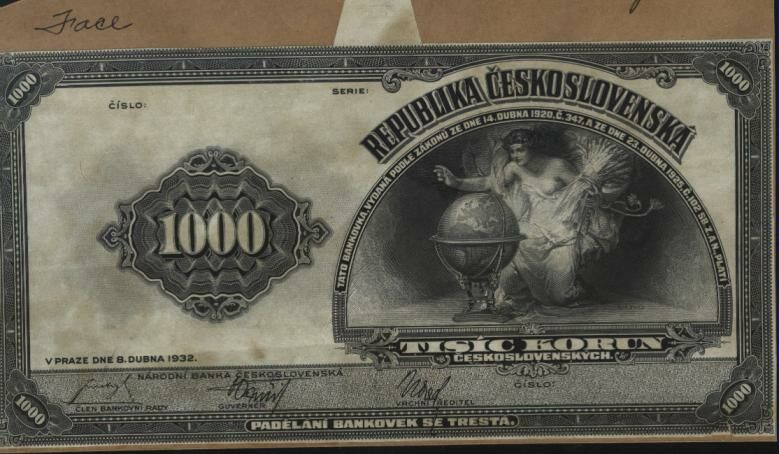 Face
1000
1000
SERIE:
ČÍSLO:
REPUBLIKA ČESKOSLOVENSKÁ
TATO BANKOVKA, VYDANÁ PODLE ZÁKONŮ ZE DNE 14. DUBNA 1920, Č. 347, A ZE DNE 23. DUBNA 1925, Č. 102 SB. Z. A N., PLATÍ
1000
TISÍC KORUN
ČESKOSLOVENSKÝCH.
V PRAZE DNE 8. DUBNA 1932.
NÁRODNÍ BANKA ČESKOSLOVENSKÁ
ČÍSLO:
ČLEN BANKOVNÍ RADY
GUVERNÉR
VRCHNÍ ŘEDITEL
1000
1000
PADĚLÁNÍ BANKOVEK SE TRESTÁ.